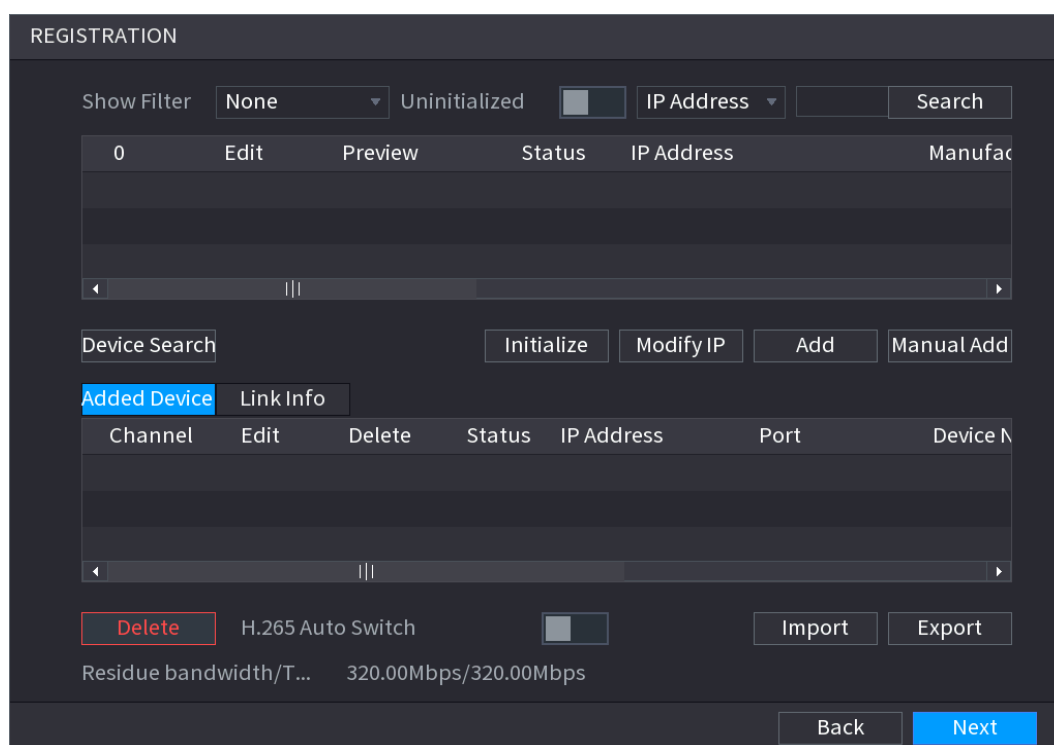 REGISTRATION
Show Filter None Uninitialized IP Address Search
0 Edit Preview Status IP Address Manufac
Device Search Initialize Modify IP Add Manual Add
Added Device Link Info
Channel Edit Delete Status IP Address Port Device N
Delete H.265 Auto Switch Import Export
Residue bandwidth/T... 320.00Mbps/320.00Mbps
Back Next